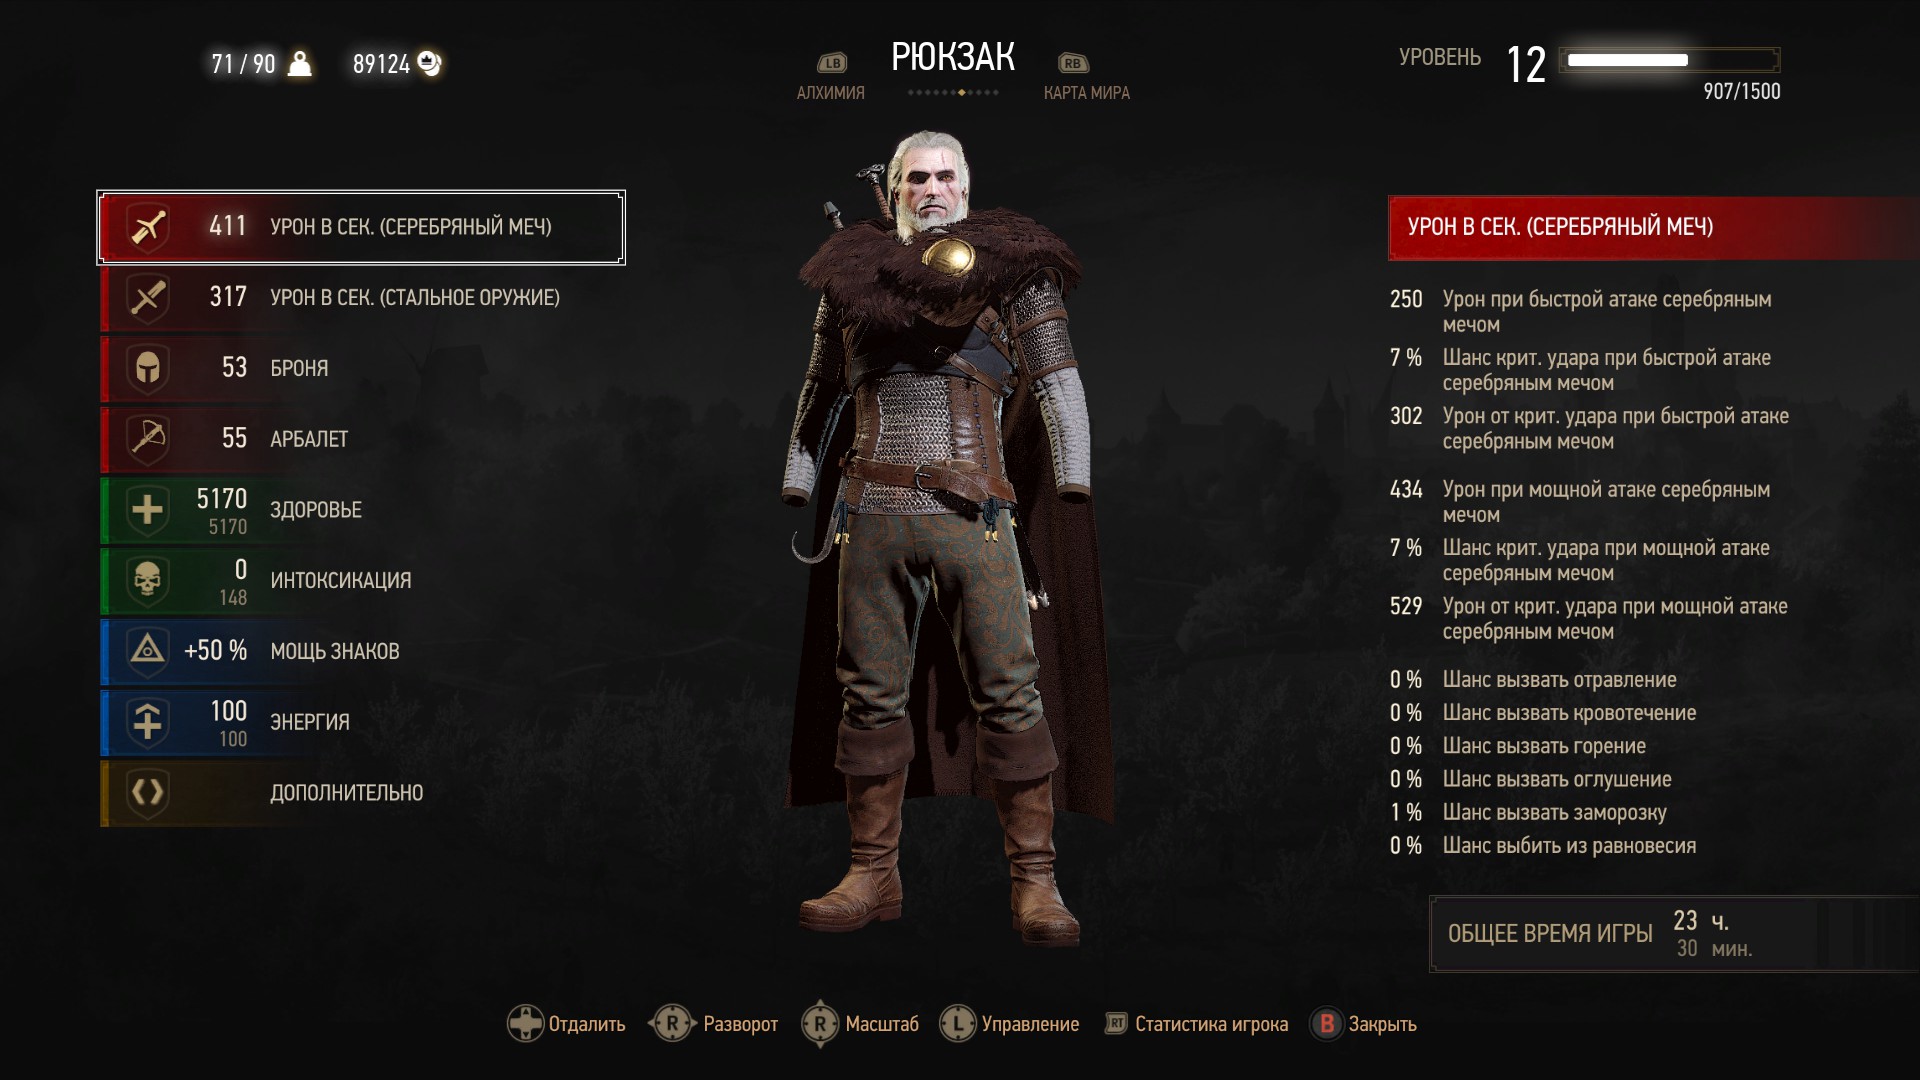 71 / 90
89124
LB
АЛХИМИЯ
РЮКЗАК
RB
КАРТА МИРА
УРОВЕНЬ 12
907/1500
411 УРОН В СЕК. (СЕРЕБРЯНЫЙ МЕЧ)
317 УРОН В СЕК. (СТАЛЬНОЕ ОРУЖИЕ)
53 БРОНЯ
55 АРБАЛЕТ
5170 ЗДОРОВЬЕ
5170
0 ИНТОКСИКАЦИЯ
148
+50 % МОЩЬ ЗНАКОВ
100 ЭНЕРГИЯ
100
ДОПОЛНИТЕЛЬНО
УРОН В СЕК. (СЕРЕБРЯНЫЙ МЕЧ)
250 Урон при быстрой атаке серебряным
мечом
7 % Шанс крит. удара при быстрой атаке
серебряным мечом
302 Урон от крит. удара при быстрой атаке
серебряным мечом
434 Урон при мощной атаке серебряным
мечом
7 % Шанс крит. удара при мощной атаке
серебряным мечом
529 Урон от крит. удара при мощной атаке
серебряным мечом
0 % Шанс вызвать отравление
0 % Шанс вызвать кровотечение
0 % Шанс вызвать горение
0 % Шанс вызвать оглушение
1 % Шанс вызвать заморозку
0 % Шанс выбить из равновесия
ОБЩЕЕ ВРЕМЯ ИГРЫ 23 ч.
30 мин.
Отдалить R Разворот R Масштаб L Управление RT Статистика игрока B Закрыть